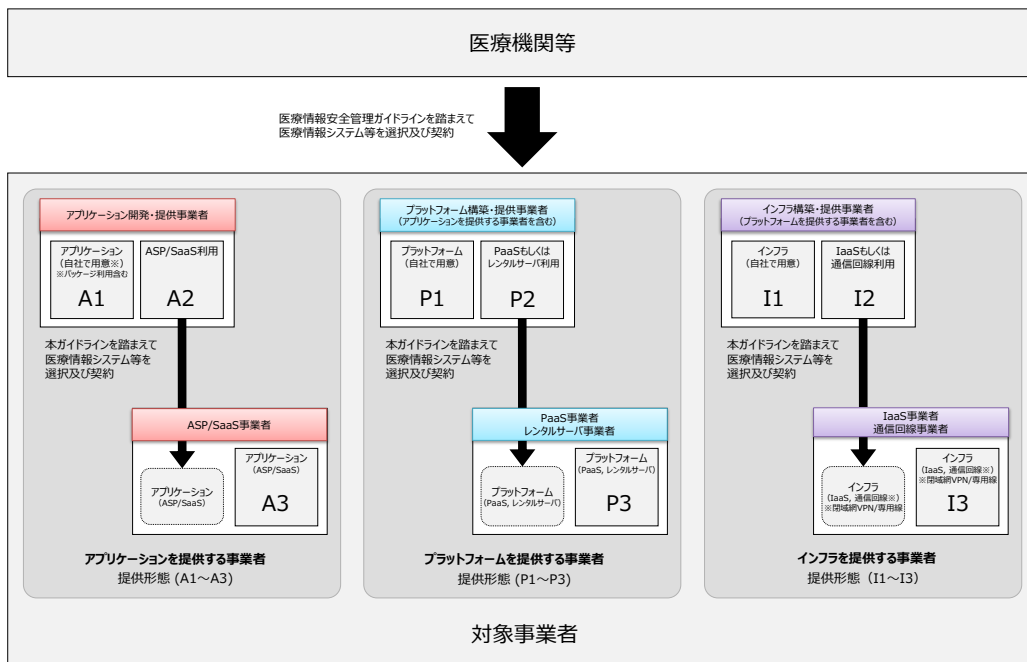 医療機関等
医療情報安全管理ガイドラインを踏まえて
医療情報システム等を選択及び契約
アプリケーション開発・提供事業者
アプリケーション
(自社で用意※)
※パッケージ利用含む
A1
ASP/SaaS利用
A2
本ガイドラインを踏まえて
医療情報システム等を
選択及び契約
ASP/SaaS事業者
アプリケーション
(ASP/SaaS)
アプリケーション
(ASP/SaaS)
A3
アプリケーションを提供する事業者
提供形態 (A1～A3)
プラットフォーム構築・提供事業者
(アプリケーションを提供する事業者を含む)
プラットフォーム
(自社で用意)
P1
PaaSもしくは
レンタルサーバ利用
P2
本ガイドラインを踏まえて
医療情報システム等を
選択及び契約
PaaS事業者
レンタルサーバ事業者
プラットフォーム
(PaaS, レンタルサーバ)
プラットフォーム
(PaaS, レンタルサーバ)
P3
プラットフォームを提供する事業者
提供形態 (P1～P3)
インフラ構築・提供事業者
(プラットフォームを提供する事業者を含む)
インフラ
(自社で用意)
I1
IaaSもしくは
通信回線利用
I2
本ガイドラインを踏まえて
医療情報システム等を
選択及び契約
IaaS事業者
通信回線事業者
インフラ
(IaaS, 通信回線※)
※閉域網VPN/専用線
インフラ
(IaaS, 通信回線※)
※閉域網VPN/専用線
I3
インフラを提供する事業者
提供形態（I1～I3）
対象事業者